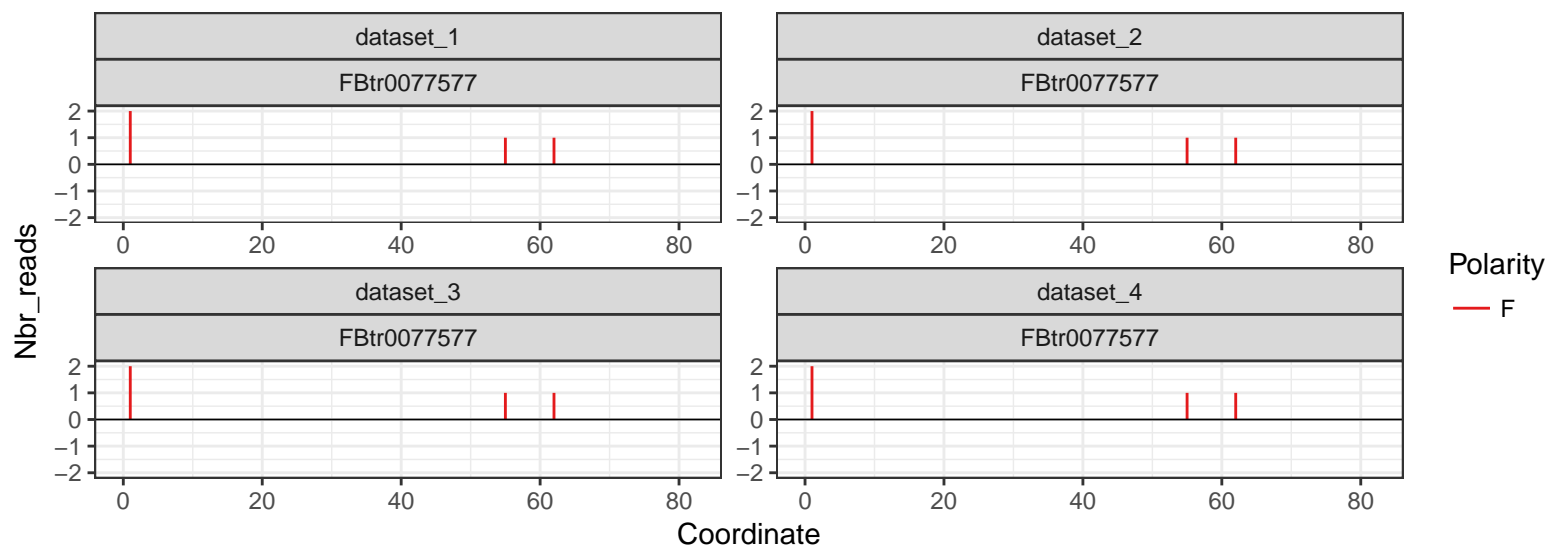 dataset_1
FBtr0077577
2
1
0
−1
−2
0 20 40 60 80
dataset_2
FBtr0077577
2
1
0
−1
−2
0 20 40 60 80
dataset_3
FBtr0077577
2
1
0
−1
−2
0 20 40 60 80
dataset_4
FBtr0077577
2
1
0
−1
−2
0 20 40 60 80
Nbr_reads
Coordinate
Polarity
F